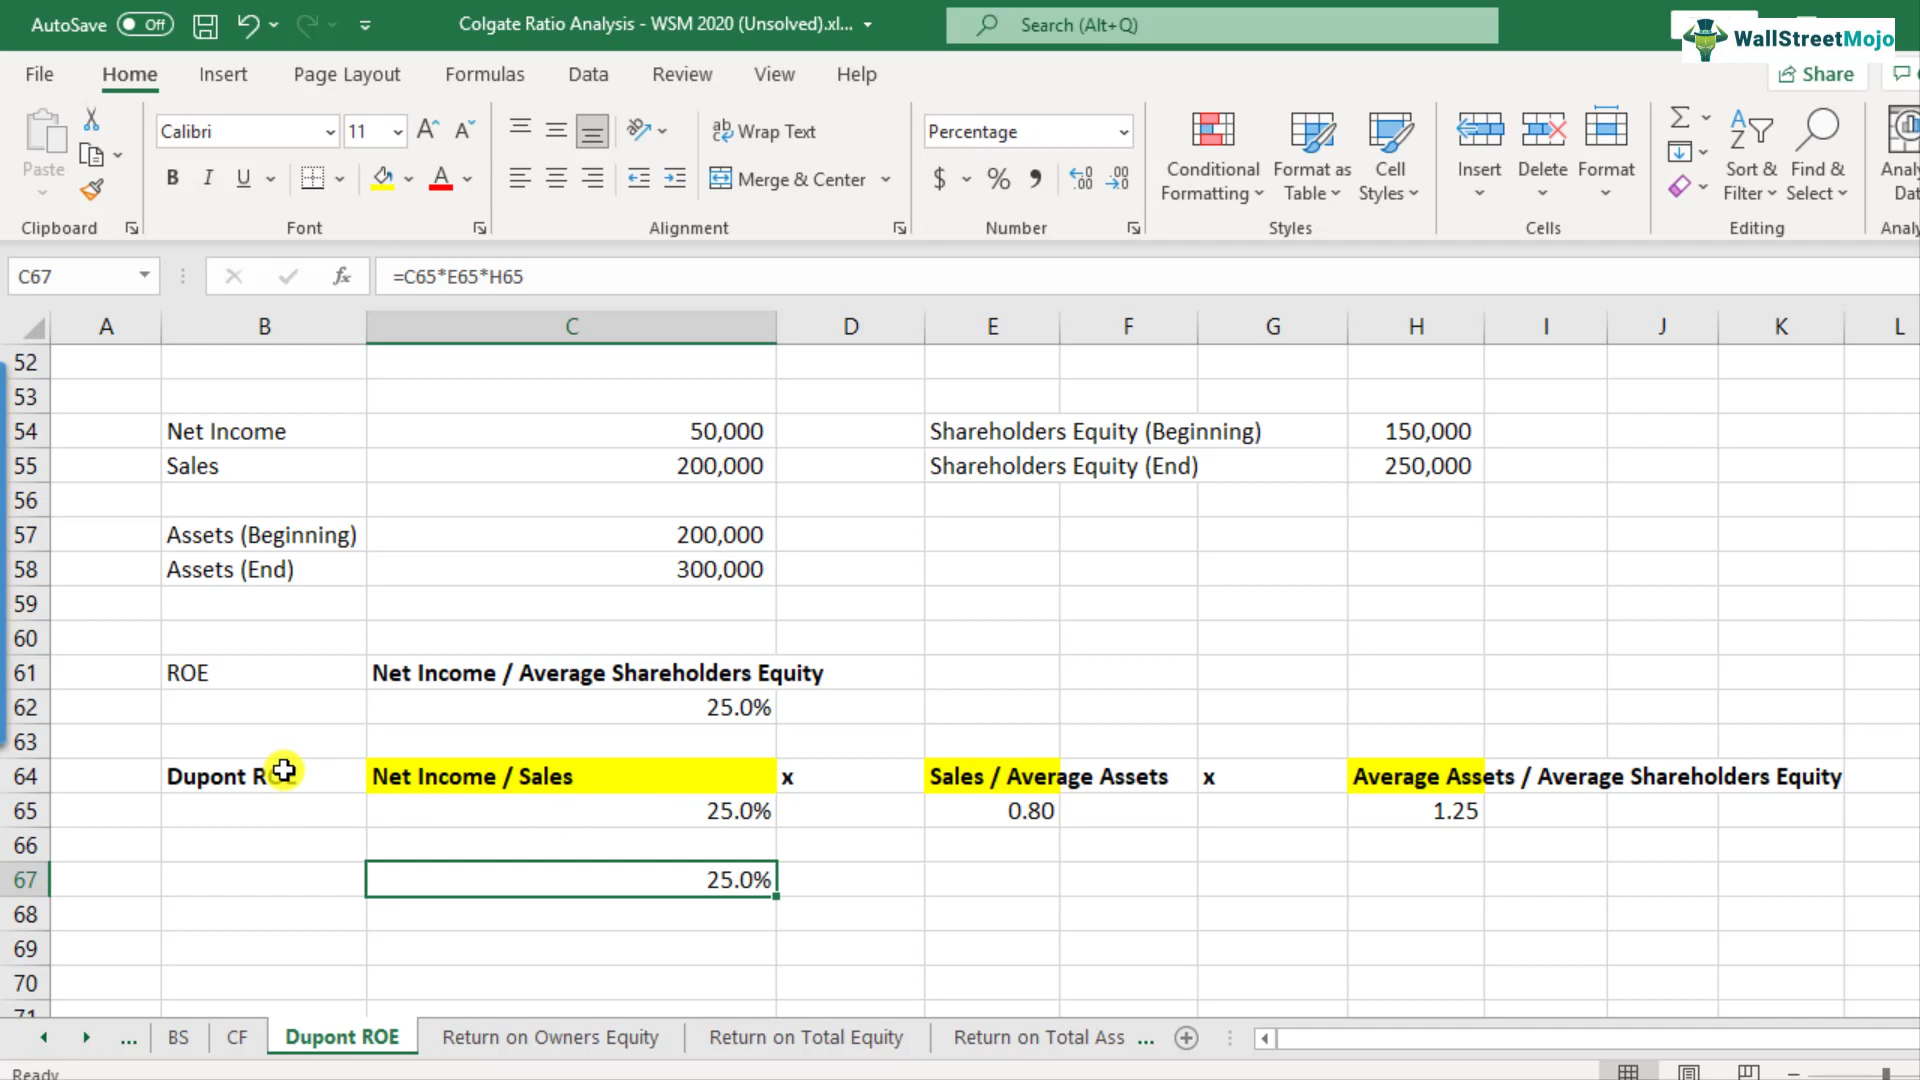 AutoSave Off Colgate Ratio Analysis - WSM 2020 (Unsolved).xl... Search (Alt+Q)
WallStreetMojo
File Home Insert Page Layout Formulas Data Review View Help Share
Paste Calibri 11 A A ab Wrap Text Percentage Conditional Formatting Format as Table Cell Styles Insert Delete Format Sort & Filter Find & Select
B I U A Merge & Center $ %
Clipboard Font Alignment Number Styles Cells Editing
C67 fx =C65*E65*H65
A B C D E F G H I J K L
52
53
54 Net Income 50,000 Shareholders Equity (Beginning) 150,000
55 Sales 200,000 Shareholders Equity (End) 250,000
56
57 Assets (Beginning) 200,000
58 Assets (End) 300,000
59
60
61 ROE Net Income / Average Shareholders Equity
62 25.0%
63
64 Dupont Net Income / Sales x Sales / Average Assets x Average Assets / Average Shareholders Equity
65 25.0% 0.80 1.25
66
67 25.0%
68
69
70
71
... BS CF Dupont ROE Return on Owners Equity Return on Total Equity Return on Total Ass ...
Ready